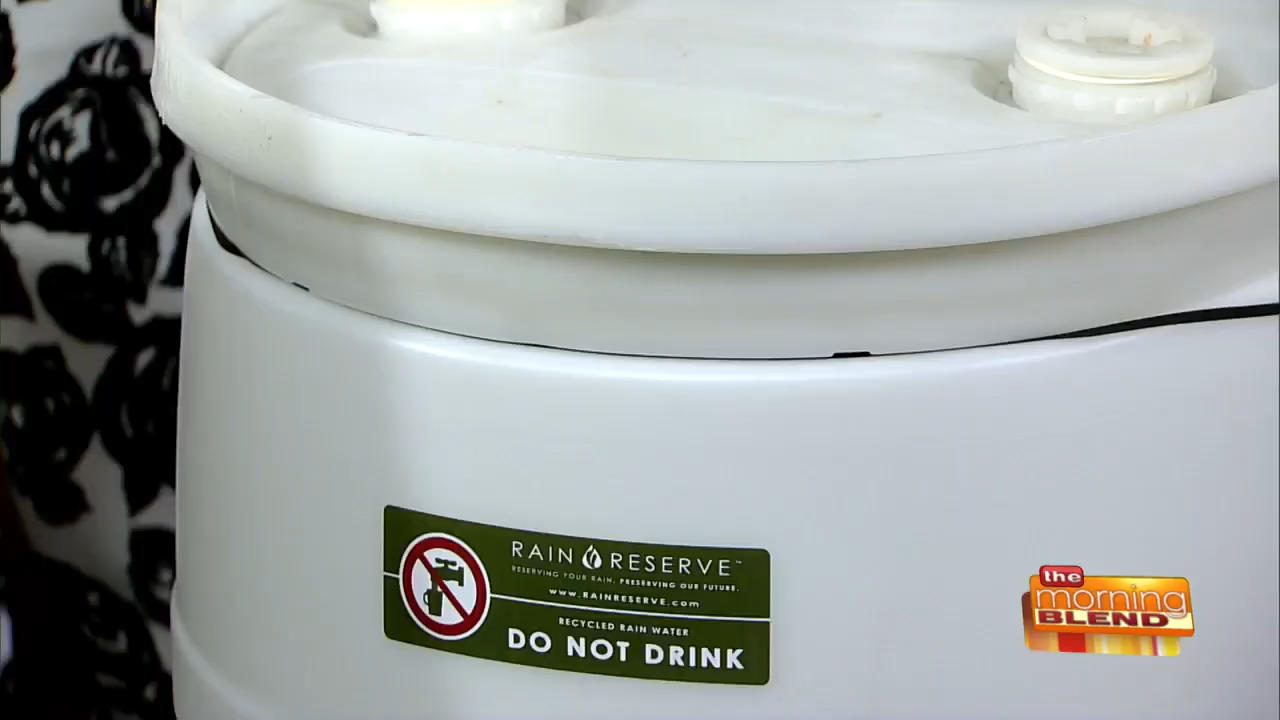 RAIN RESERVE™
RESERVING YOUR RAIN. PRESERVING OUR FUTURE.
www.RAINRESERVE.com
RECYCLED RAIN WATER
DO NOT DRINK
the
morning
BLEND